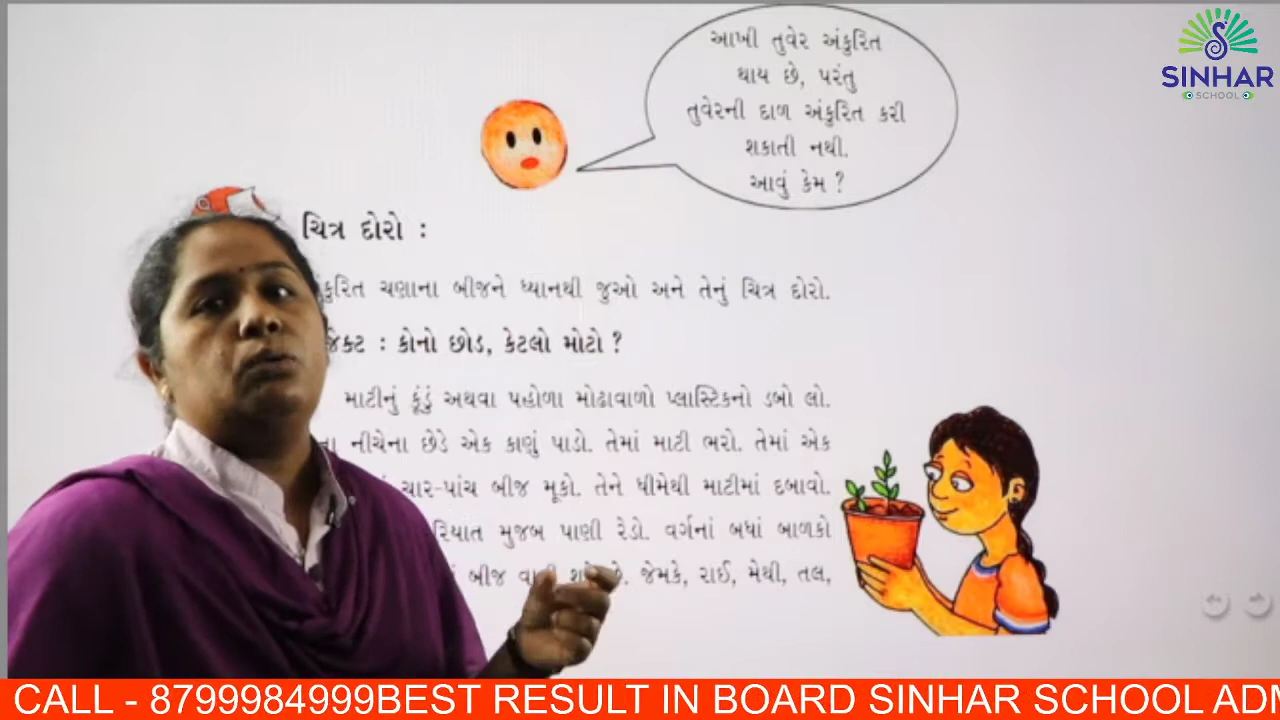 આખી તુવેર અંકુરિત
થાય છે, પરંતુ
તુવેરની દાળ અંકુરિત કરી
શકાતી નથી.
આવું કેમ ?
SINHAR
SCHOOL
ચિત્ર દોરો :
ચણાના બીજને ધ્યાનથી જુઓ અને તેનું ચિત્ર દોરો.
: કોનો છોડ, કેટલો મોટો ?
માટીનું કૂંડું અથવા પહોળા મોઢાવાળો પ્લાસ્ટિકનો ડબો લો.
નીચેના છેડે એક કાણું પાડો. તેમાં માટી ભરો. તેમાં એક
ચાર-પાંચ બીજ મૂકો. તેને ધીમેથી માટીમાં દબાવો.
મુજબ પાણી રેડો. વર્ગનાં બધાં બાળકો
બીજ જેમકે, રાઈ, મેથી, તલ,
CALL - 8799984999BEST RESULT IN BOARD SINHAR SCHOOL ADM